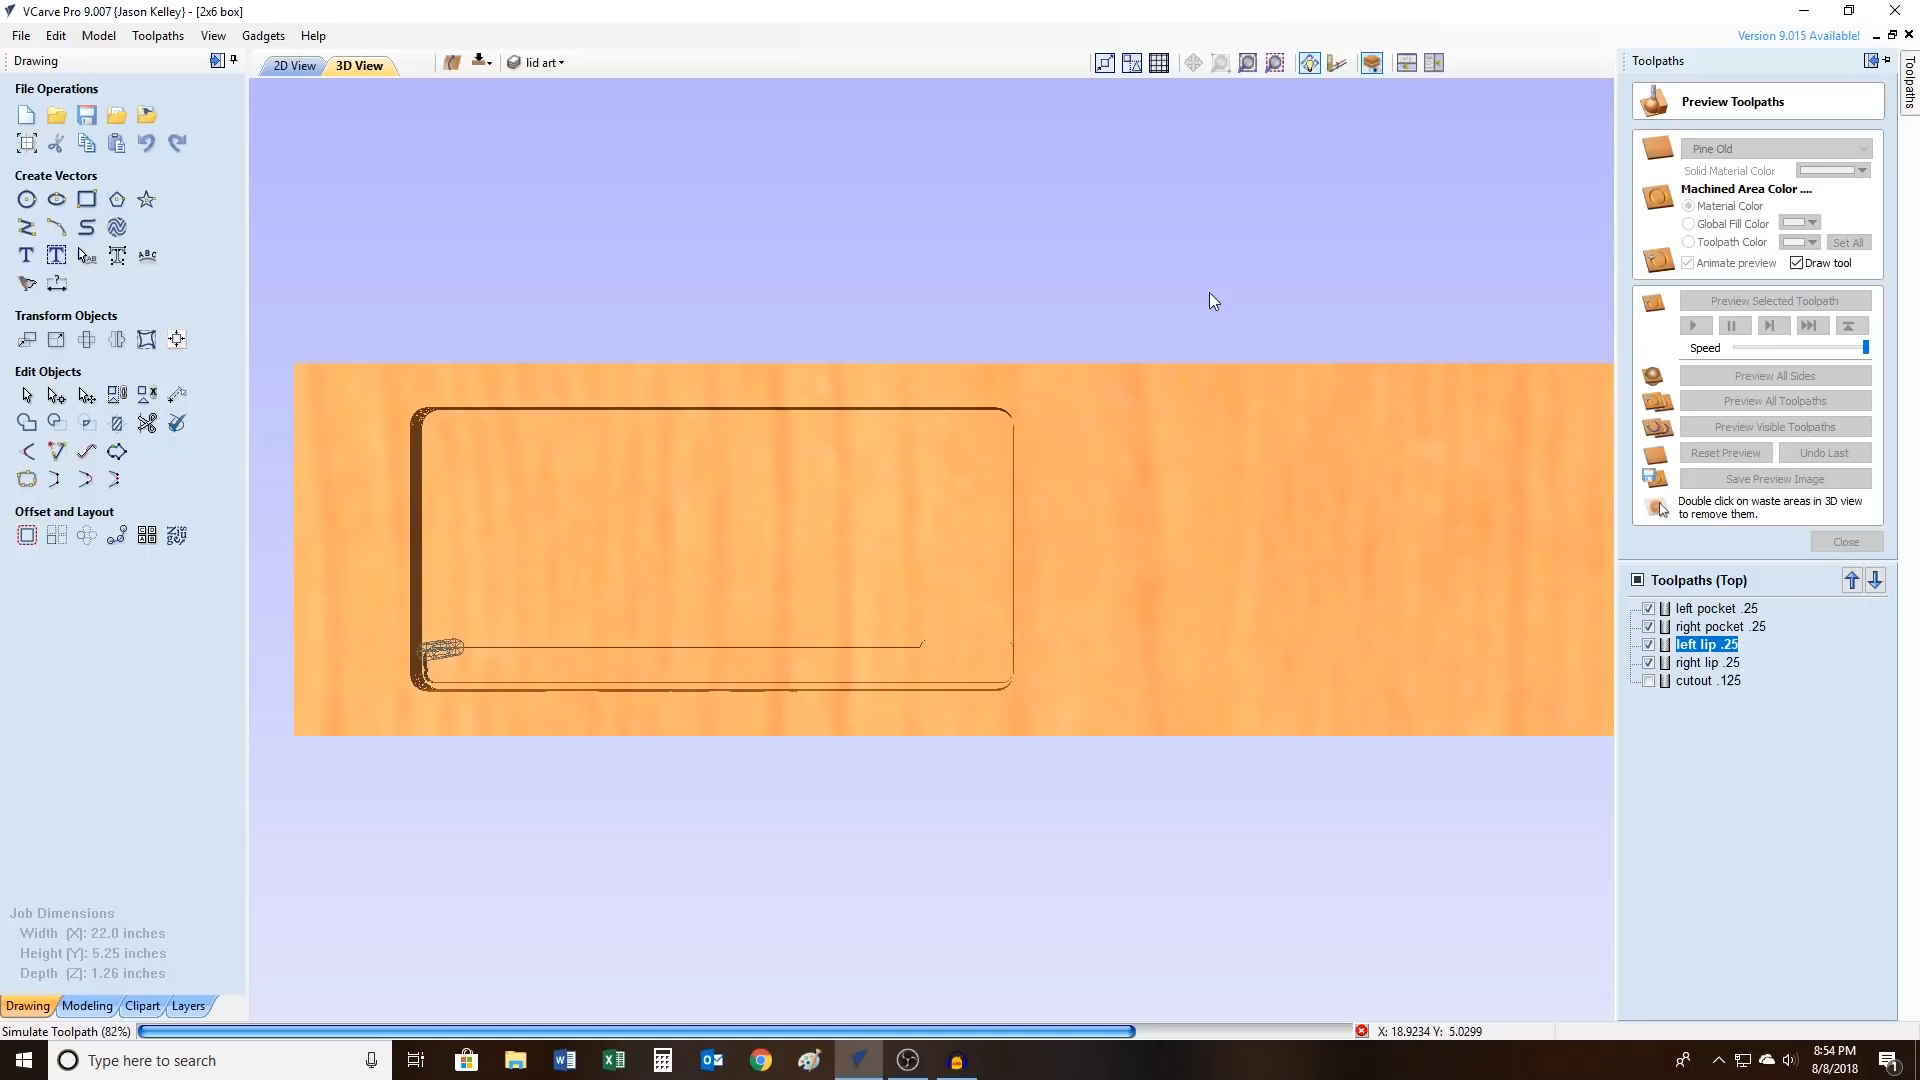 VCarve Pro 9.007 {Jason Kelley} - [2x6 box]
File Edit Model Toolpaths View Gadgets Help
Version 9.015 Available!
Drawing
2D View
3D View
lid art
Toolpaths
Toolpaths
File Operations
Create Vectors
Transform Objects
Edit Objects
Offset and Layout
Job Dimensions
Width (X): 22.0 inches
Height (Y): 5.25 inches
Depth (Z): 1.26 inches
Drawing Modeling Clipart Layers
Preview Toolpaths
Pine Old
Solid Material Color
Machined Area Color ....
Material Color
Global Fill Color
Toolpath Color
Set All
Animate preview
Draw tool
Preview Selected Toolpath
Speed
Preview All Sides
Preview All Toolpaths
Preview Visible Toolpaths
Reset Preview
Undo Last
Save Preview Image
Double click on waste areas in 3D view
to remove them.
Close
Toolpaths (Top)
left pocket .25
right pocket .25
left lip .25
right lip .25
cutout .125
Simulate Toolpath (82%)
X: 18.9234 Y: 5.0299
Type here to search
8:54 PM
8/8/2018